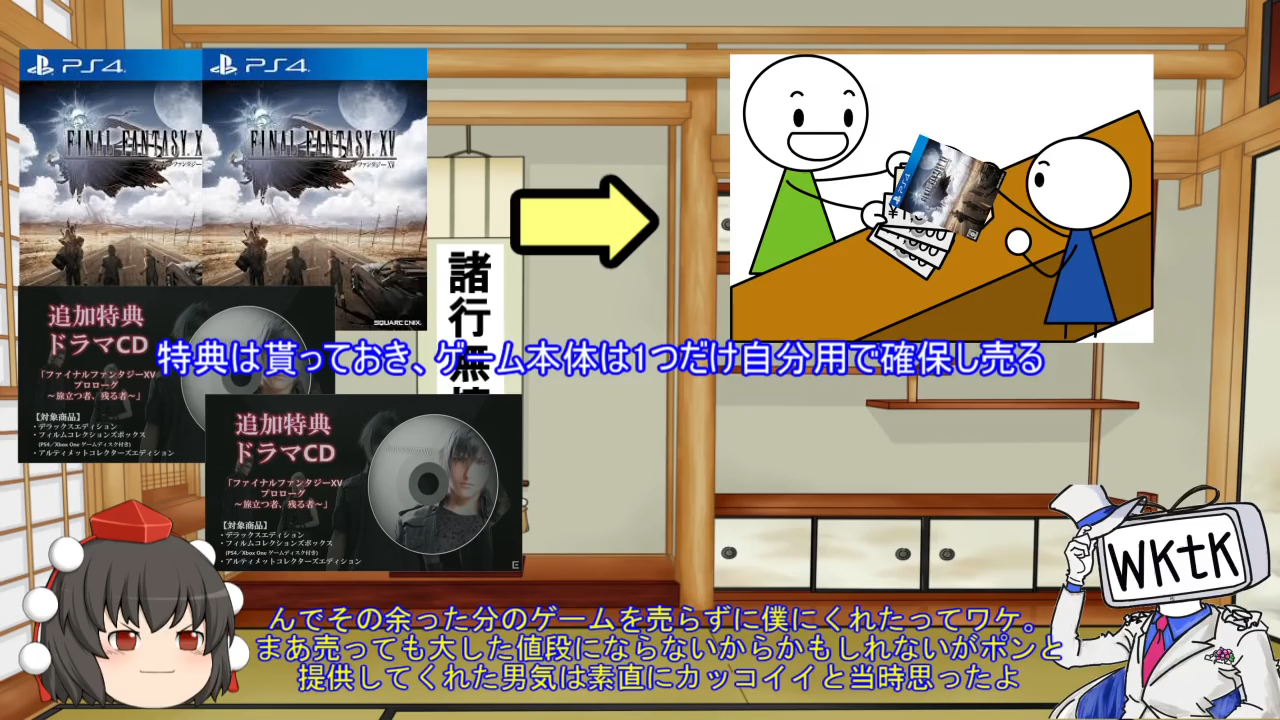 PS4
PS4
FINAL FANTASY X
FINAL FANTASY XV
SQUARE ENIX
追加特典
ドラマCD
「ファイナルファンタジーXV
プロローグ
～旅立つ者、残る者～」
【対象商品】
・デラックスエディション
・フィルムコレクションズボックス
(PS4／Xbox One ゲームディスク付き)
・アルティメットコレクターズエディション
諸行無
特典は貰っておき、ゲーム本体は1つだけ自分用で確保し売る
追加特典
ドラマCD
「ファイナルファンタジーXV
プロローグ
～旅立つ者、残る者～」
【対象商品】
・デラックスエディション
・フィルムコレクションズボックス
(PS4／Xbox One ゲームディスク付き)
・アルティメットコレクターズエディション
WKtK
んでその余った分のゲームを売らずに僕にくれたってワケ。
まあ売っても大した値段にならないからかもしれないがポンと
提供してくれた男気は素直にカッコイイと当時思ったよ